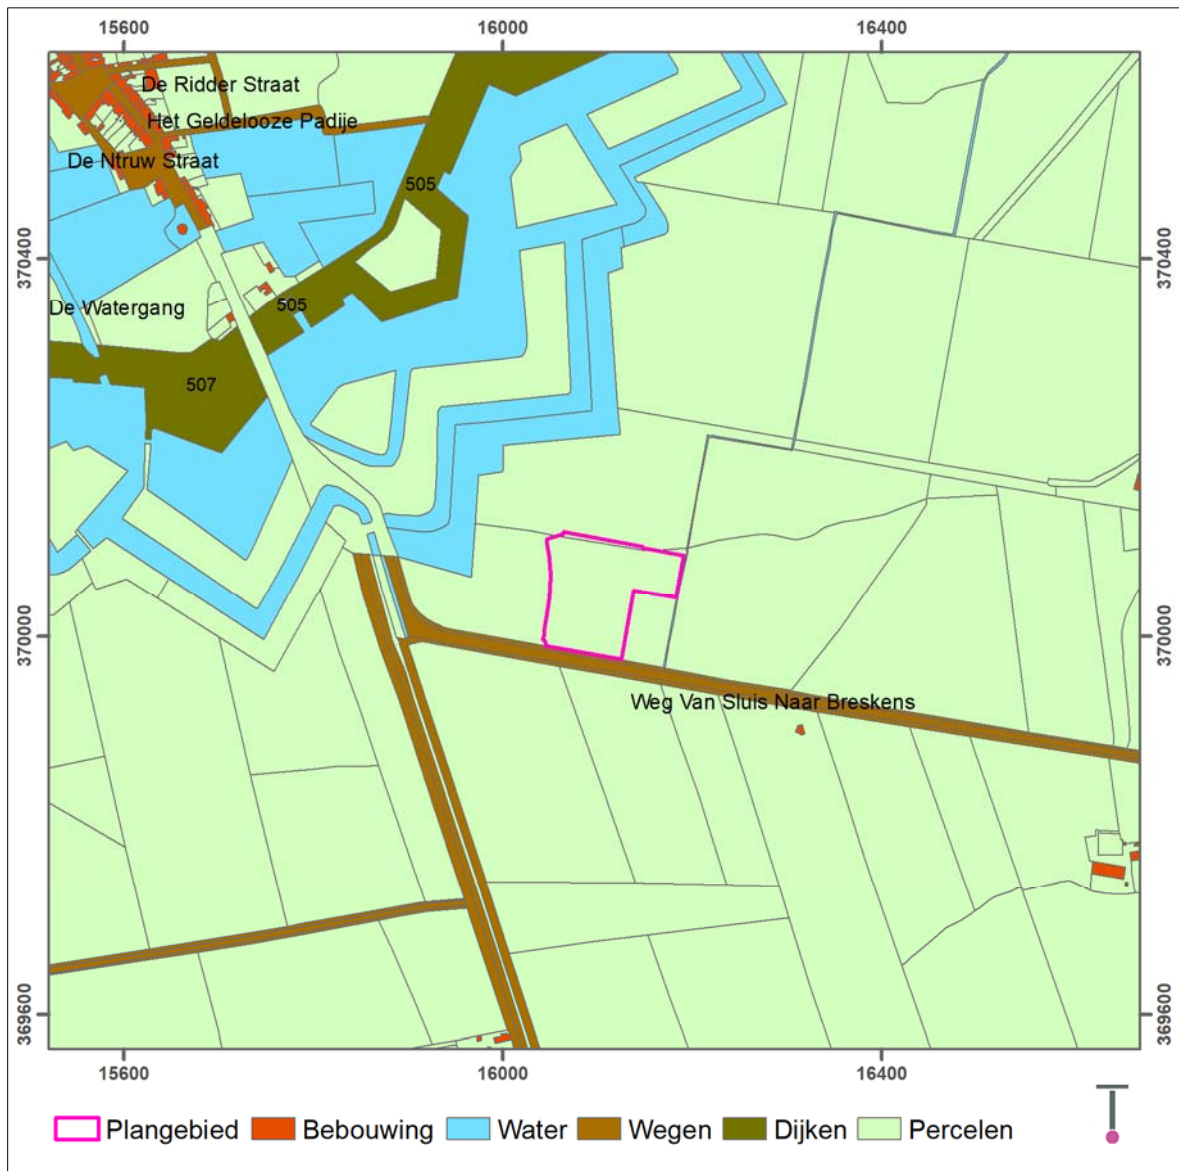 15600 16000 16400
De Ridder Straat
Het Geldelooze Padije
De Ntruw Straat
505
370400 370400
De Watergang
505
507
370000 370000
Weg Van Sluis Naar Breskens
369600 369600
15600 16000 16400
Plangebied Bebouwing Water Wegen Dijken Percelen